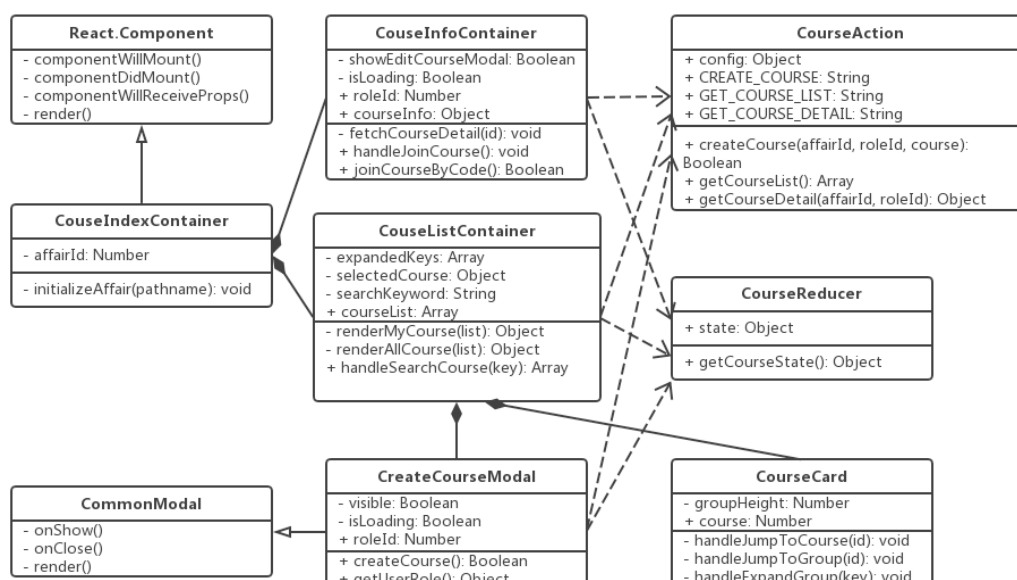 React.Component
- componentWillMount()
- componentDidMount()
- componentWillReceiveProps()
- render()
CouseInfoContainer
- showEditCourseModal: Boolean
- isLoading: Boolean
+ roleId: Number
+ courseInfo: Object
- fetchCourseDetail(id): void
+ handleJoinCourse(): void
+ joinCourseByCode(): Boolean
CourseAction
+ config: Object
+ CREATE_COURSE: String
+ GET_COURSE_LIST: String
+ GET_COURSE_DETAIL: String
+ createCourse(affairId, roleId, course):
Boolean
+ getCourseList(): Array
+ getCourseDetail(affairId, roleId): Object
CouseIndexContainer
- affairId: Number
- initializeAffair(pathname): void
CouseListContainer
- expandedKeys: Array
- selectedCourse: Object
- searchKeyword: String
+ courseList: Array
- renderMyCourse(list): Object
- renderAllCourse(list): Object
+ handleSearchCourse(key): Array
CourseReducer
+ state: Object
+ getCourseState(): Object
CommonModal
- onShow()
- onClose()
- render()
CreateCourseModal
- visible: Boolean
- isLoading: Boolean
+ roleId: Number
+ createCourse(): Boolean
+ getUserRole(): Object
CourseCard
- groupHeight: Number
+ course: Number
- handleJumpToCourse(id): void
- handleJumpToGroup(id): void
- handleExpandGroup(key): void